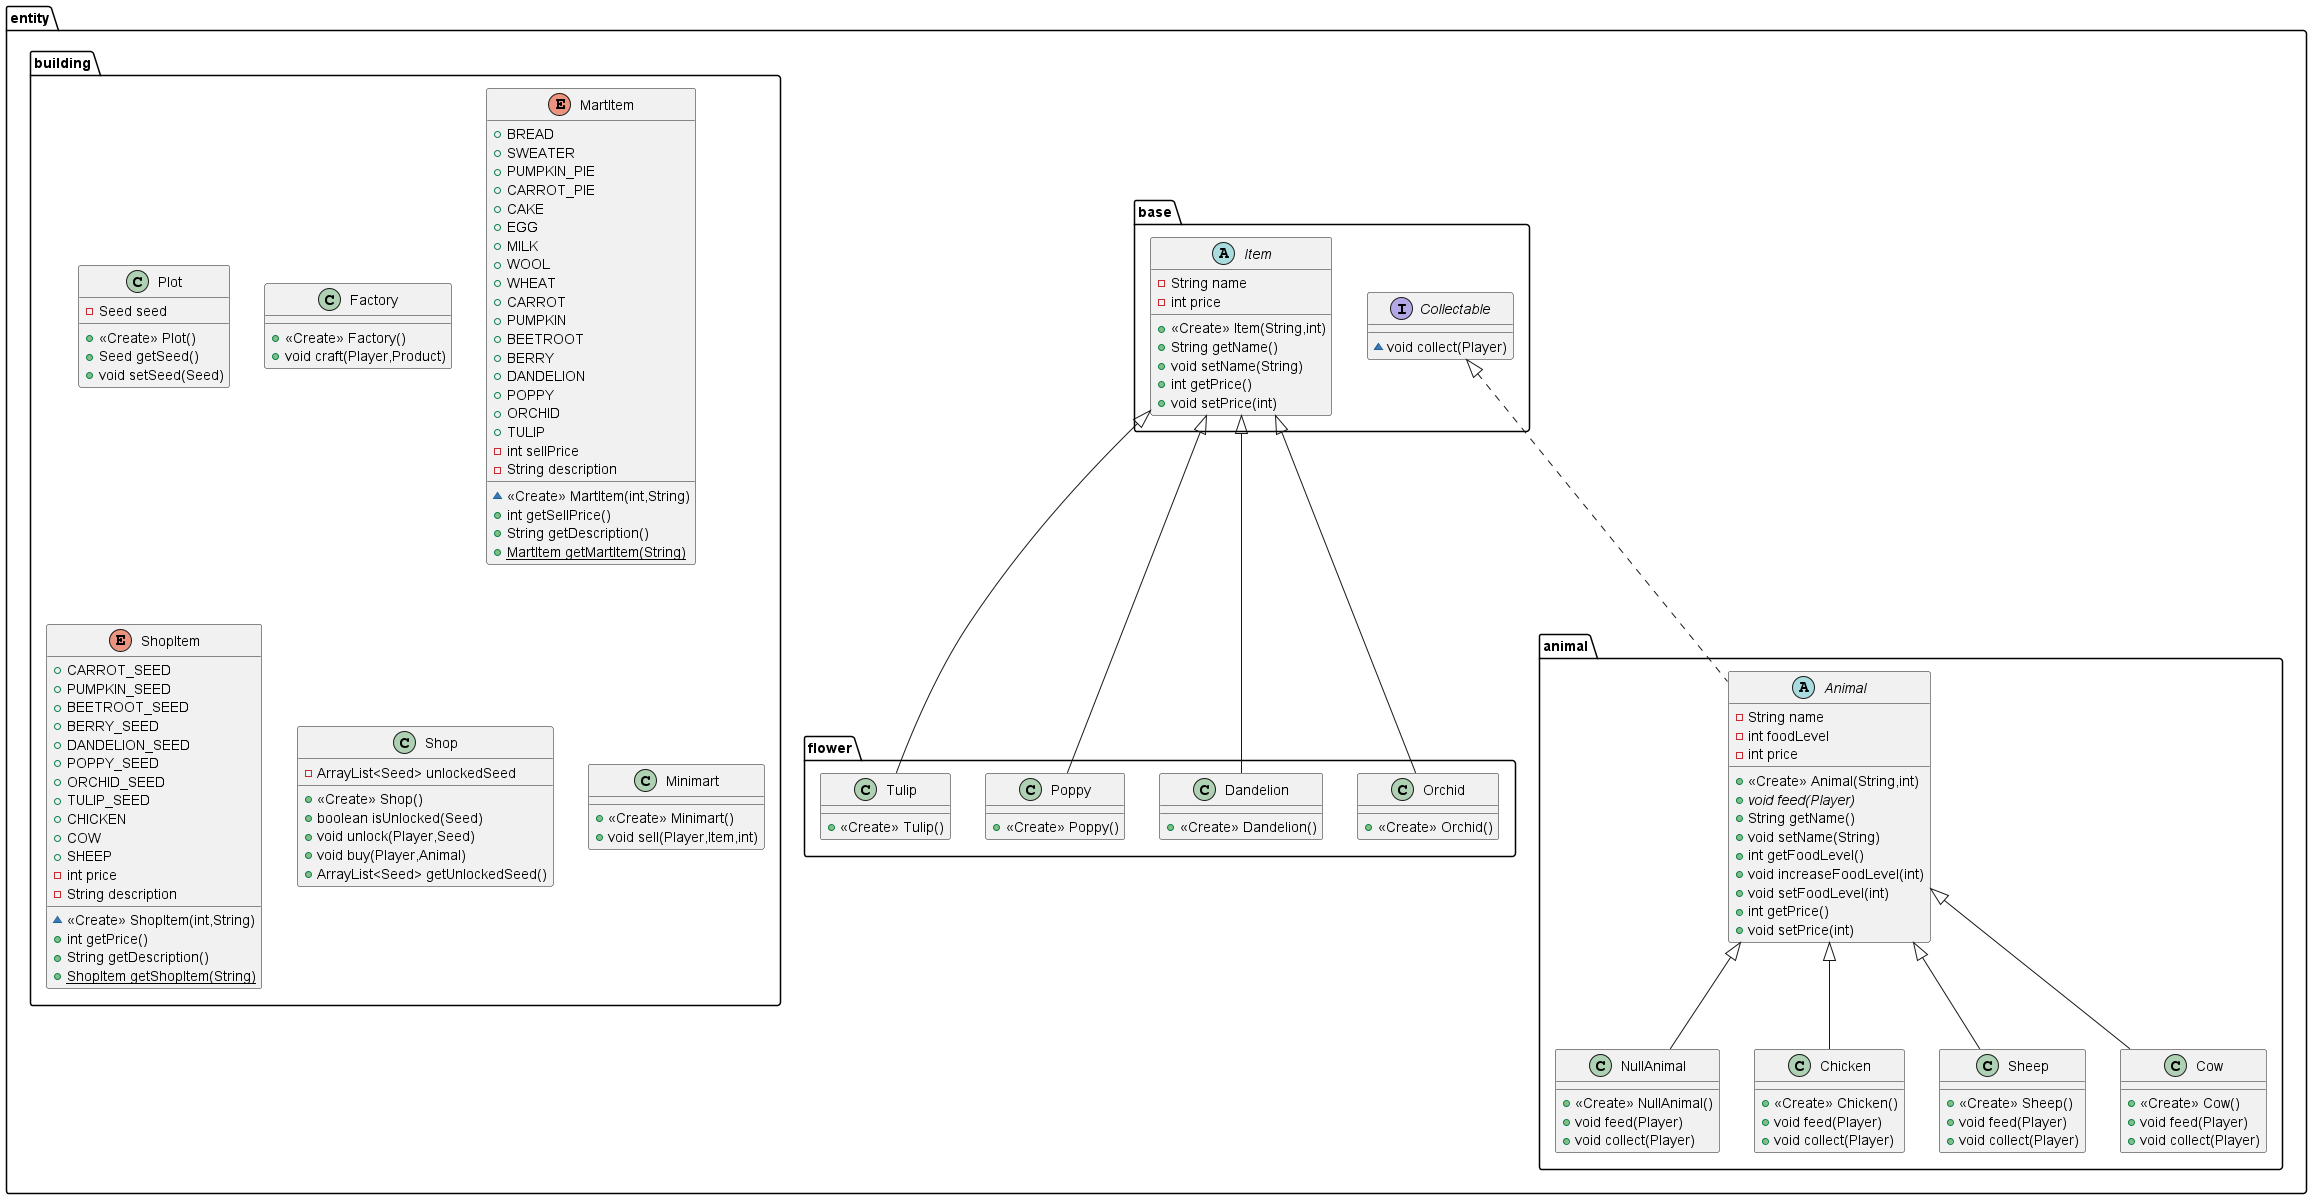 entity
building
E MartItem
BREAD
SWEATER
PUMPKIN_PIE
CARROT_PIE
CAKE
EGG
MILK
WOOL
WHEAT
CARROT
PUMPKIN
BEETROOT
BERRY
DANDELION
POPPY
ORCHID
TULIP
int sellPrice
String description
«Create» MartItem(int,String)
int getSellPrice()
String getDescription()
MartItem getMartItem(String)
C Plot
Seed seed
«Create» Plot()
Seed getSeed()
void setSeed(Seed)
C Factory
«Create» Factory()
void craft(Player,Product)
E ShopItem
CARROT_SEED
PUMPKIN_SEED
BEETROOT_SEED
BERRY_SEED
DANDELION_SEED
POPPY_SEED
ORCHID_SEED
TULIP_SEED
CHICKEN
COW
SHEEP
int price
String description
«Create» ShopItem(int,String)
int getPrice()
String getDescription()
ShopItem getShopItem(String)
C Shop
ArrayList<Seed> unlockedSeed
«Create» Shop()
boolean isUnlocked(Seed)
void unlock(Player,Seed)
void buy(Player,Animal)
ArrayList<Seed> getUnlockedSeed()
C Minimart
«Create» Minimart()
void sell(Player,Item,int)
base
A Item
String name
int price
«Create» Item(String,int)
String getName()
void setName(String)
int getPrice()
void setPrice(int)
I Collectable
void collect(Player)
flower
C Tulip
«Create» Tulip()
C Poppy
«Create» Poppy()
C Dandelion
«Create» Dandelion()
C Orchid
«Create» Orchid()
animal
A Animal
String name
int foodLevel
int price
«Create» Animal(String,int)
void feed(Player)
String getName()
void setName(String)
int getFoodLevel()
void increaseFoodLevel(int)
void setFoodLevel(int)
int getPrice()
void setPrice(int)
C NullAnimal
«Create» NullAnimal()
void feed(Player)
void collect(Player)
C Chicken
«Create» Chicken()
void feed(Player)
void collect(Player)
C Sheep
«Create» Sheep()
void feed(Player)
void collect(Player)
C Cow
«Create» Cow()
void feed(Player)
void collect(Player)